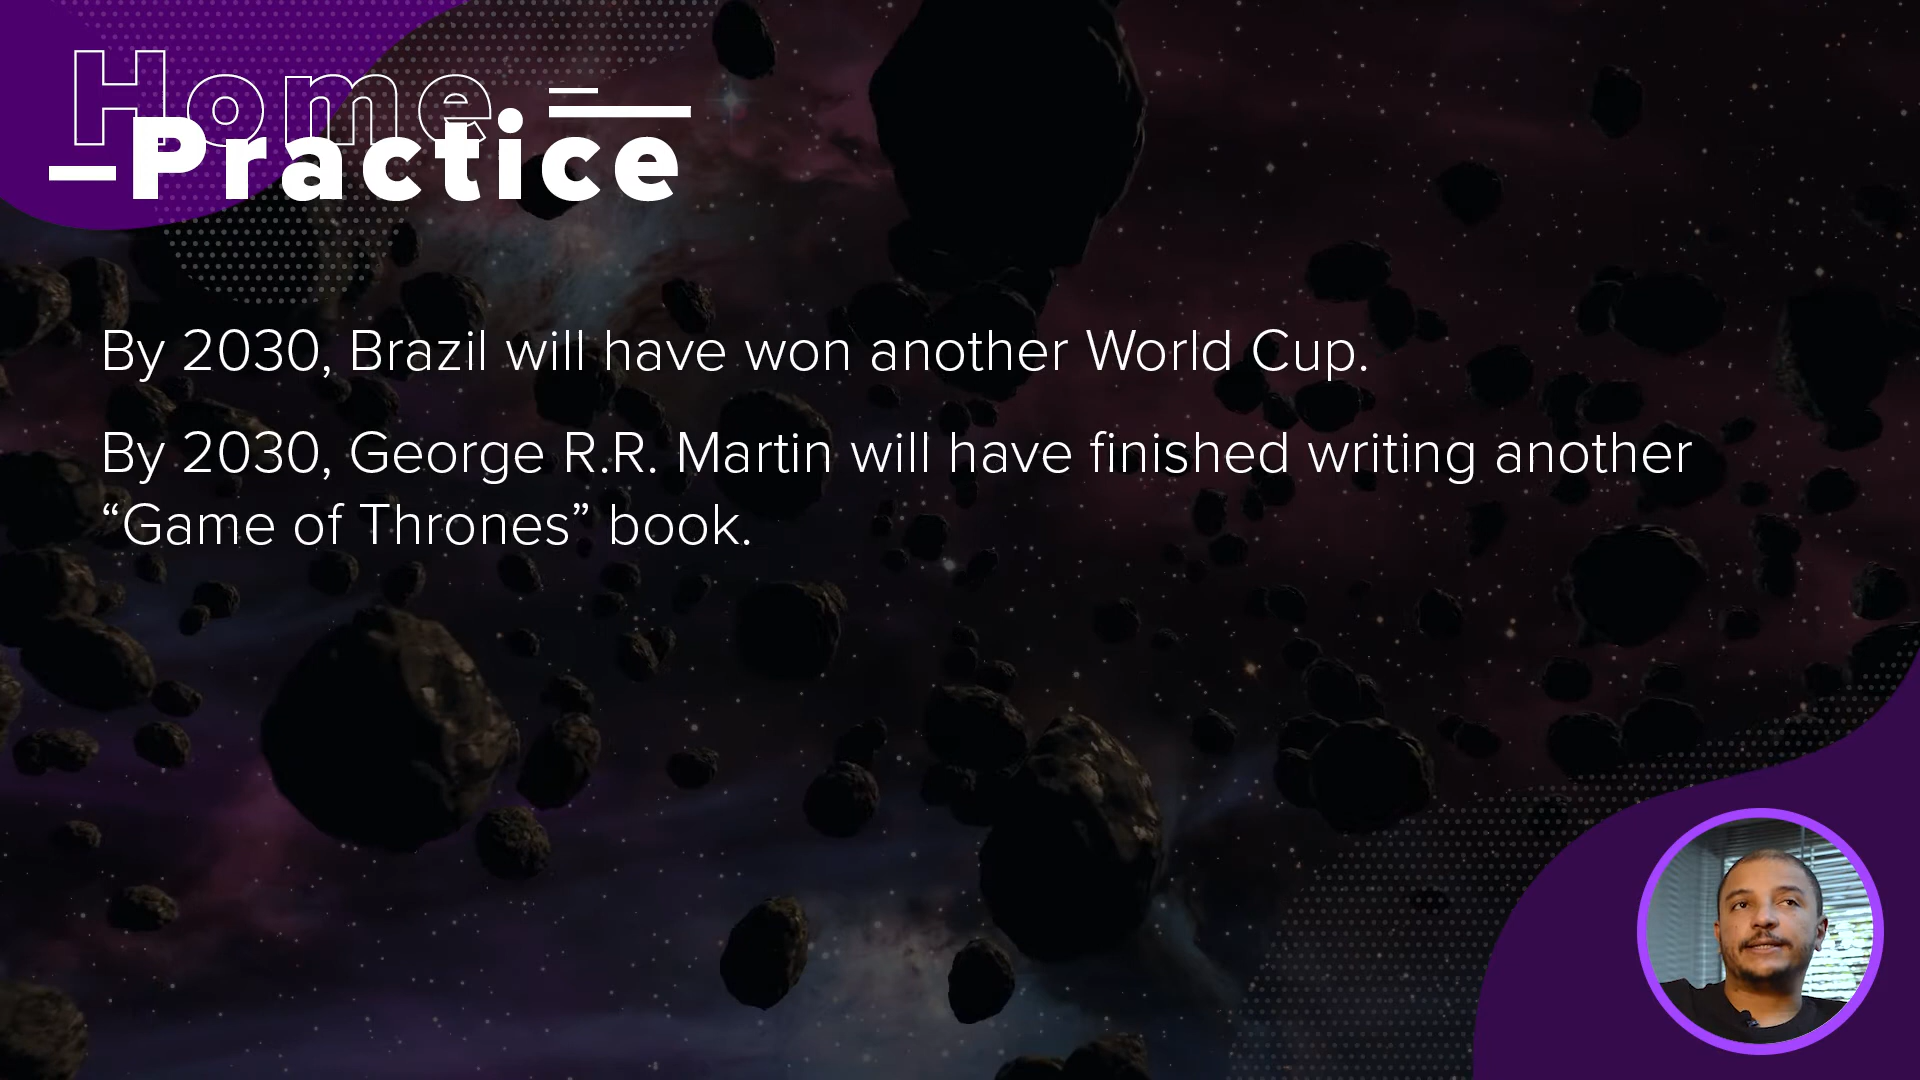 Home
Practice
By 2030, Brazil will have won another World Cup.
By 2030, George R.R. Martin will have finished writing another
“Game of Thrones” book.